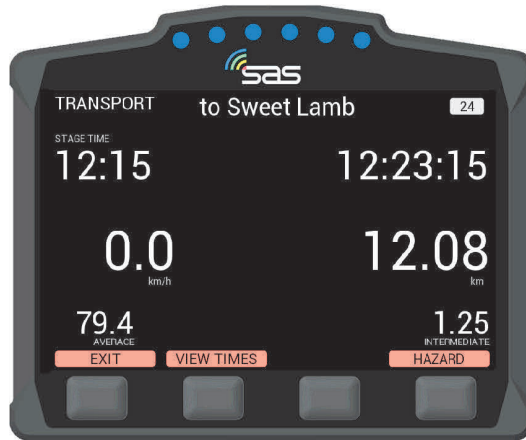 sas
TRANSPORT to Sweet Lamb 24
STAGE TIME
12:15 12:23:15
0.0 12.08
km/h km
79.4 1.25
AVERAGE INTERMEDIATE
EXIT VIEW TIMES HAZARD